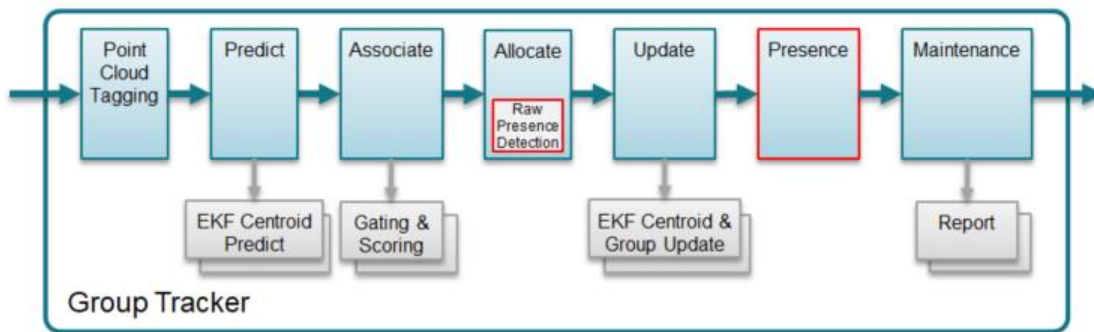 Point
Cloud
Tagging
Predict
Associate
Allocate
Raw
Presence
Detection
Update
Presence
Maintenance
EKF Centroid
Predict
Gating &
Scoring
EKF Centroid &
Group Update
Report
Group Tracker